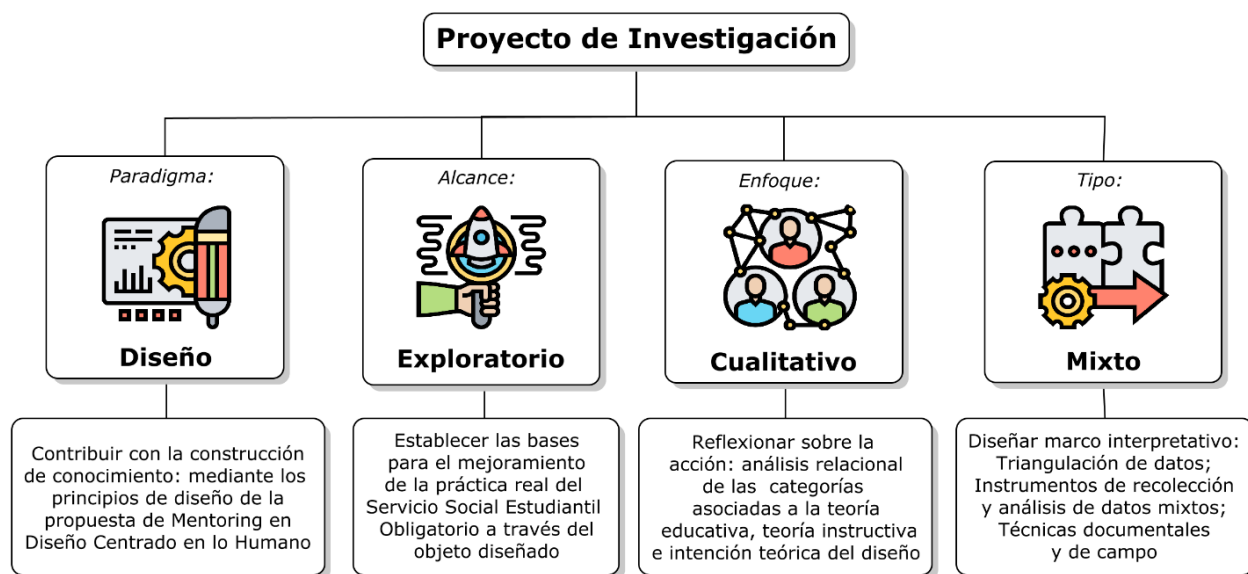 Proyecto de Investigación
Paradigma:
Diseño
Contribuir con la construcción
de conocimiento: mediante los
principios de diseño de la
propuesta de Mentoring en
Diseño Centrado en lo Humano
Alcance:
Exploratorio
Establecer las bases
para el mejoramiento
de la práctica real del
Servicio Social Estudiantil
Obligatorio a través del
objeto diseñado
Enfoque:
Cualitativo
Reflexionar sobre la
acción: análisis relacional
de las categorías
asociadas a la teoría
educativa, teoría instructiva
e intención teórica del diseño
Tipo:
Mixto
Diseñar marco interpretativo:
Triangulación de datos;
Instrumentos de recolección
y análisis de datos mixtos;
Técnicas documentales
y de campo